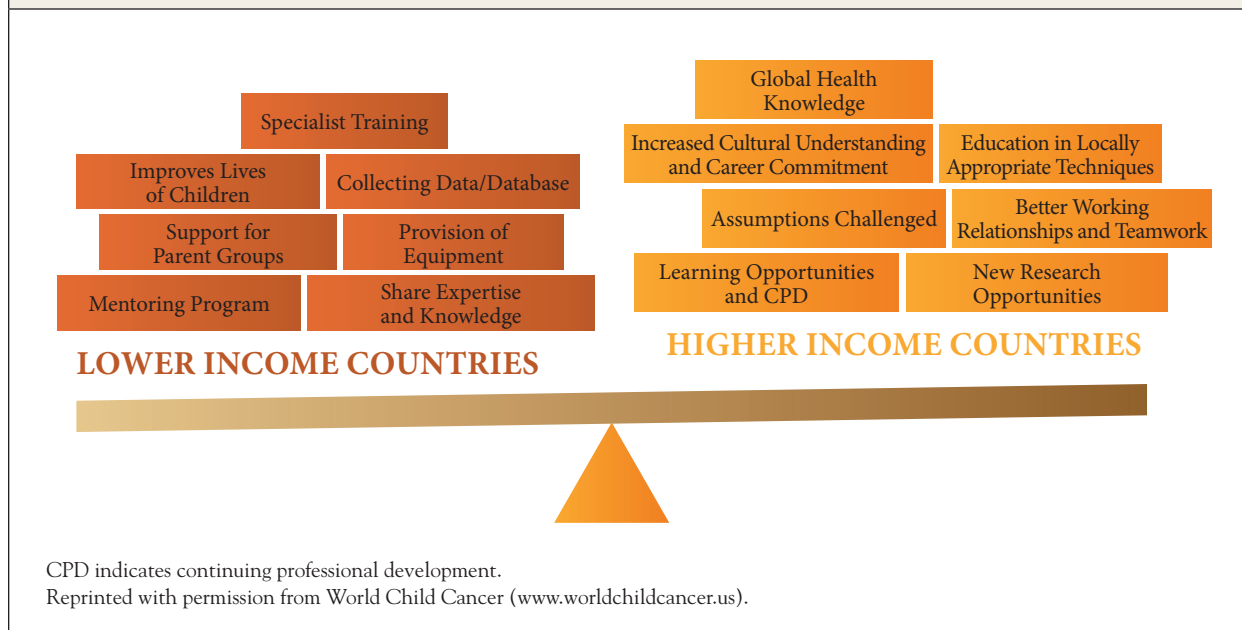 Specialist Training
Improves Lives
of Children
Collecting Data/Database
Support for
Parent Groups
Provision of
Equipment
Mentoring Program
Share Expertise
and Knowledge
LOWER INCOME COUNTRIES
Global Health
Knowledge
Increased Cultural Understanding
and Career Commitment
Education in Locally
Appropriate Techniques
Assumptions Challenged
Better Working
Relationships and Teamwork
Learning Opportunities
and CPD
New Research
Opportunities
HIGHER INCOME COUNTRIES
CPD indicates continuing professional development.
Reprinted with permission from World Child Cancer (www.worldchildcancer.us).